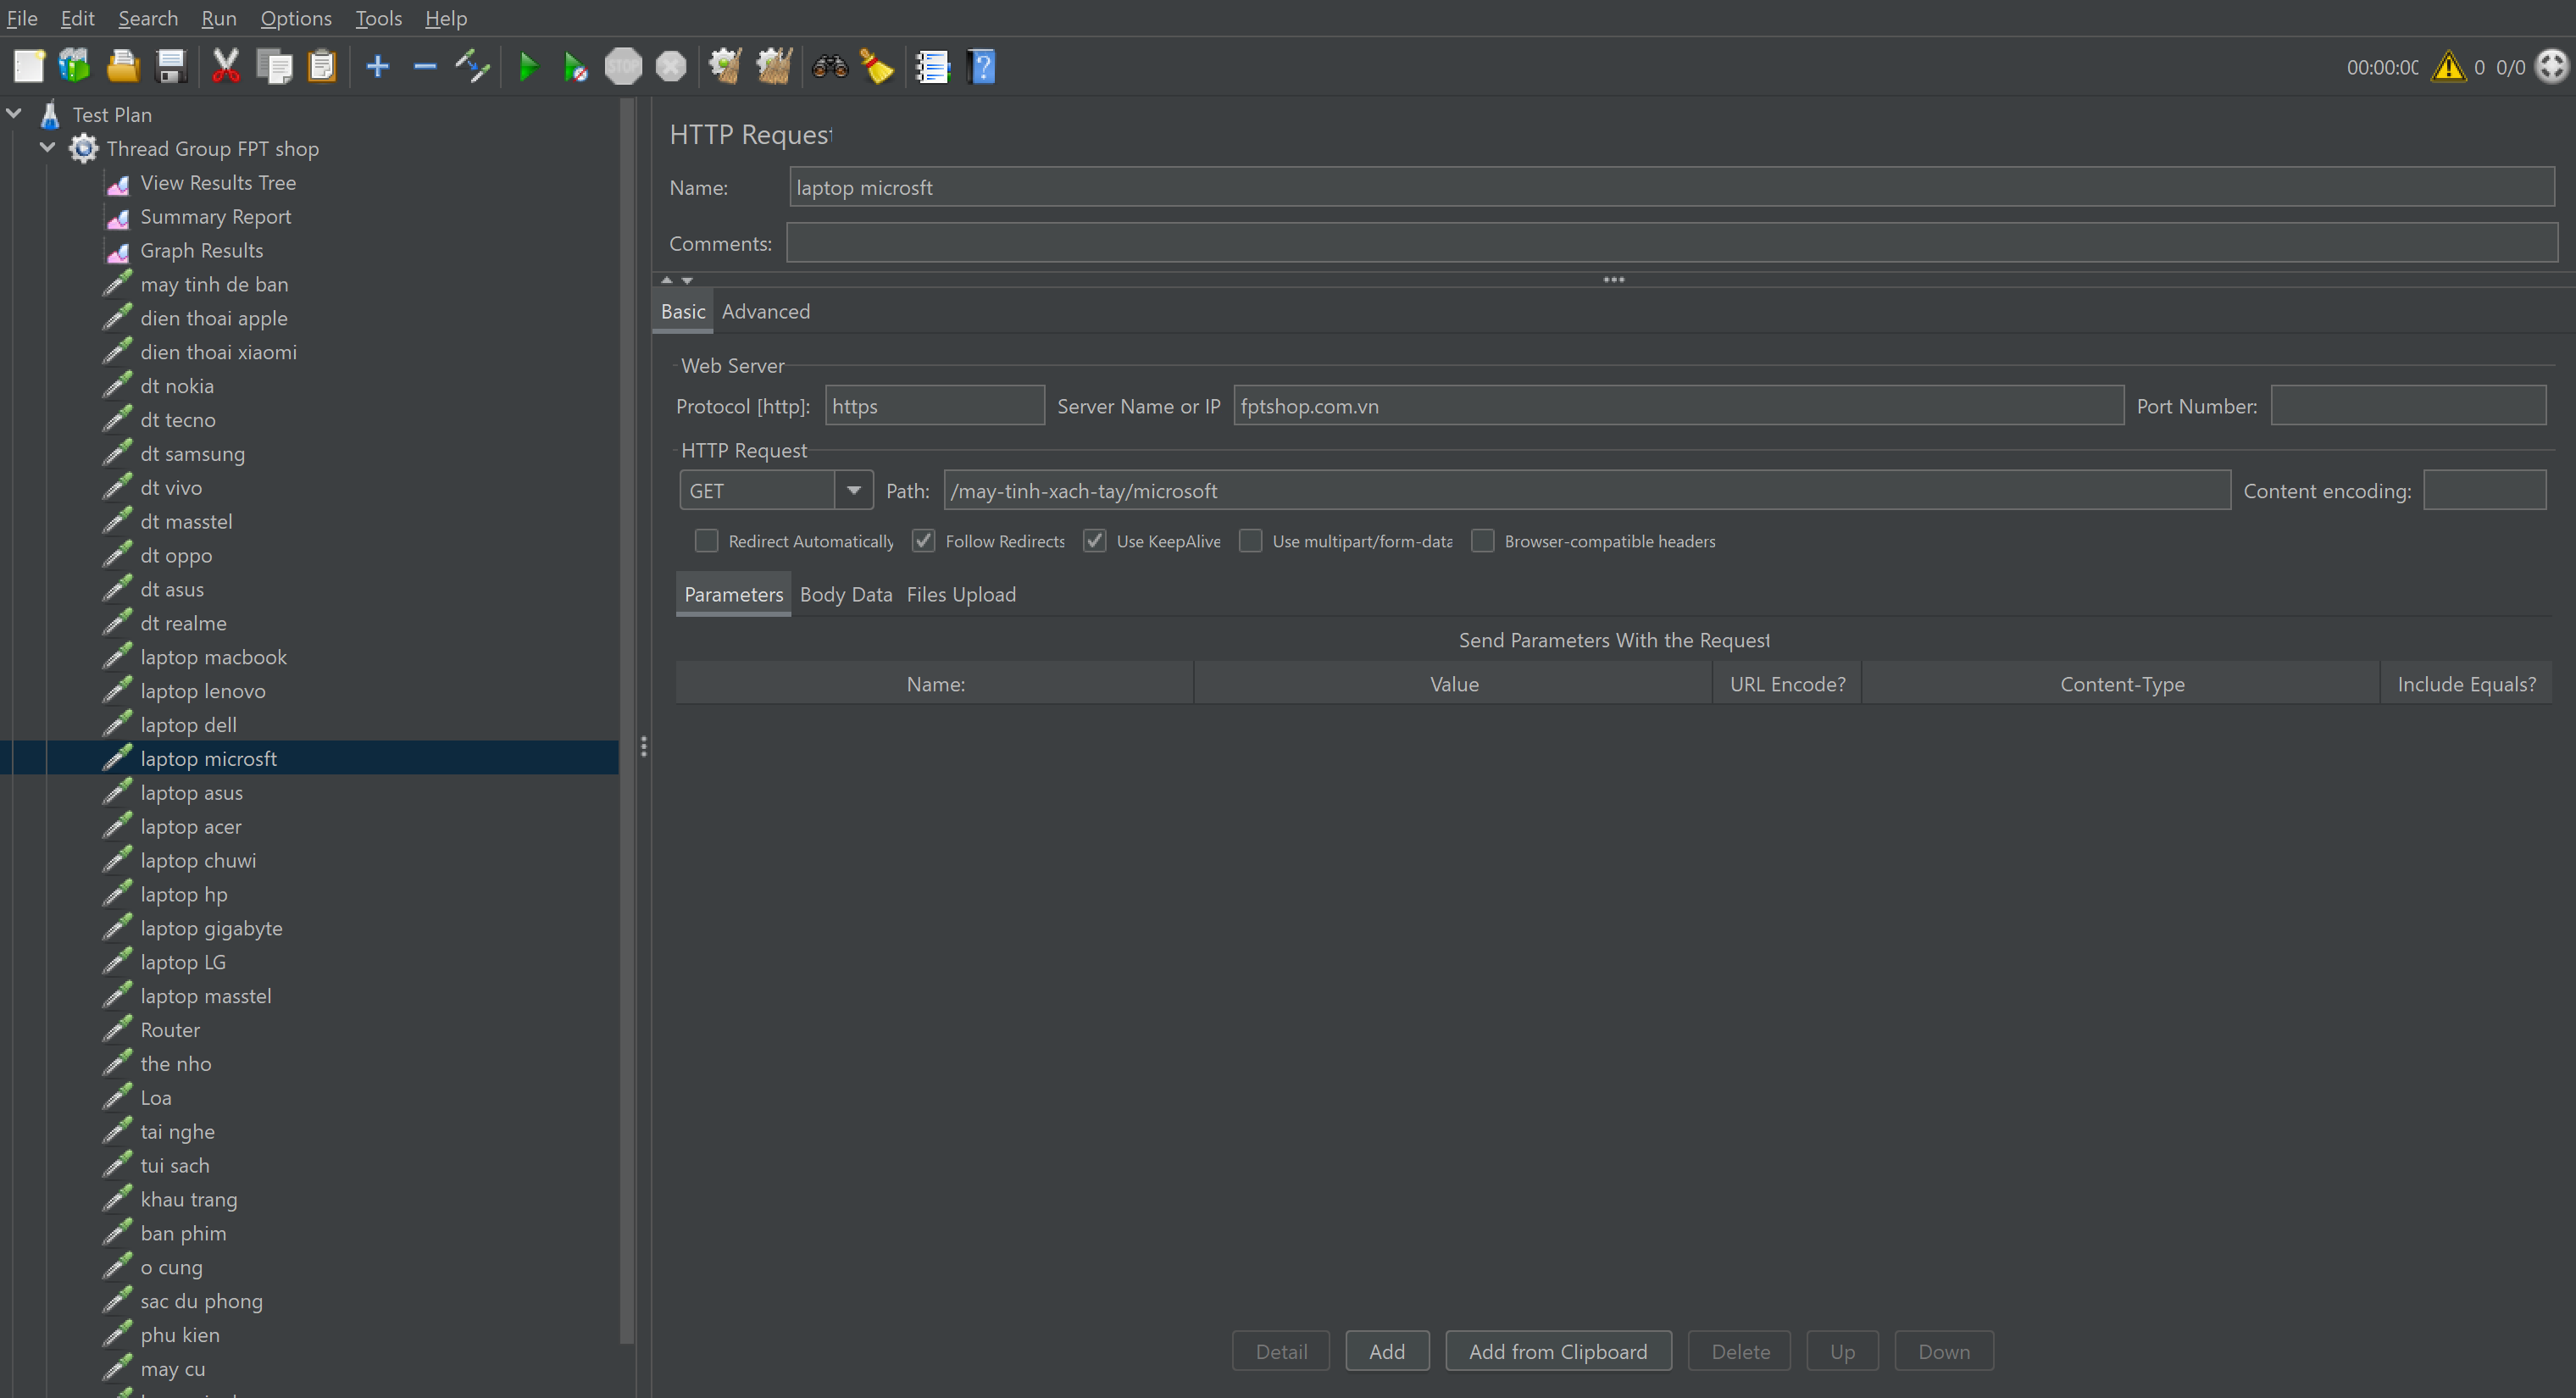 File Edit Search Run Options Tools Help
STOP
00:00:00 0 0/0
Test Plan
Thread Group FPT shop
View Results Tree
Summary Report
Graph Results
may tinh de ban
dien thoai apple
dien thoai xiaomi
dt nokia
dt tecno
dt samsung
dt vivo
dt masstel
dt oppo
dt asus
dt realme
laptop macbook
laptop lenovo
laptop dell
laptop microsft
laptop asus
laptop acer
laptop chuwi
laptop hp
laptop gigabyte
laptop LG
laptop masstel
Router
the nho
Loa
tai nghe
tui sach
khau trang
ban phim
o cung
sac du phong
phu kien
may cu
HTTP Request
Name: laptop microsft
Comments:
Basic Advanced
Web Server
Protocol [http]: https Server Name or IP fptshop.com.vn Port Number:
HTTP Request
GET Path: /may-tinh-xach-tay/microsoft Content encoding:
Redirect Automatically Follow Redirects Use KeepAlive Use multipart/form-data Browser-compatible headers
Parameters Body Data Files Upload
Send Parameters With the Request
Name: Value URL Encode? Content-Type Include Equals?
Detail Add Add from Clipboard Delete Up Down